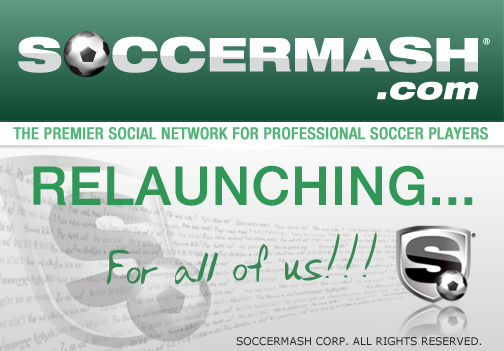 SOCCERMASH®
.com
THE PREMIER SOCIAL NETWORK FOR PROFESSIONAL SOCCER PLAYERS
RELAUNCHING...
For all of us!!!
S
SOCCERMASH CORP. ALL RIGHTS RESERVED.